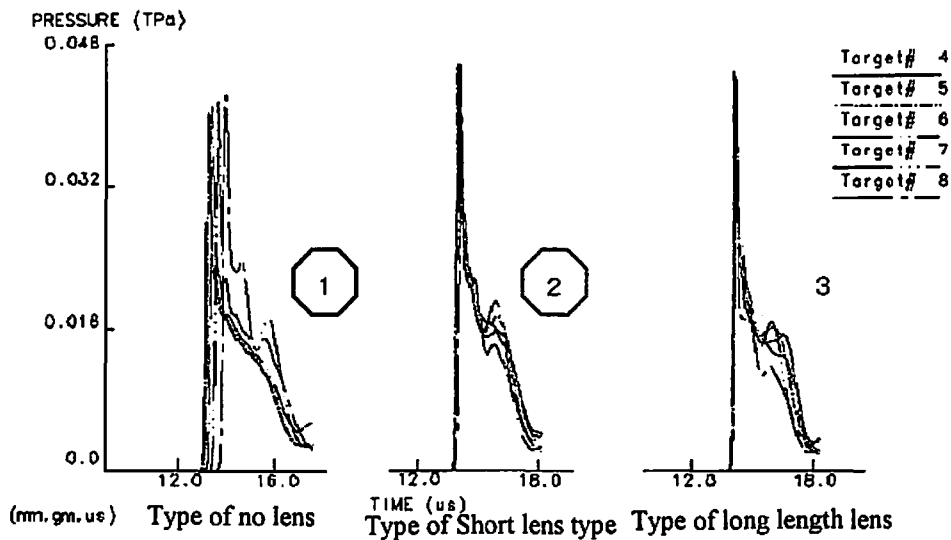 PRESSURE (TPa)
0.048
0.032
0.018
0.0
Target# 4
Target# 5
Target# 6
Target# 7
Target# 8
1
2
3
12.0 16.0
12.0 18.0
12.0 18.0
TIME (us)
(mm.gm.us)
Type of no lens
Type of Short lens type
Type of long length lens